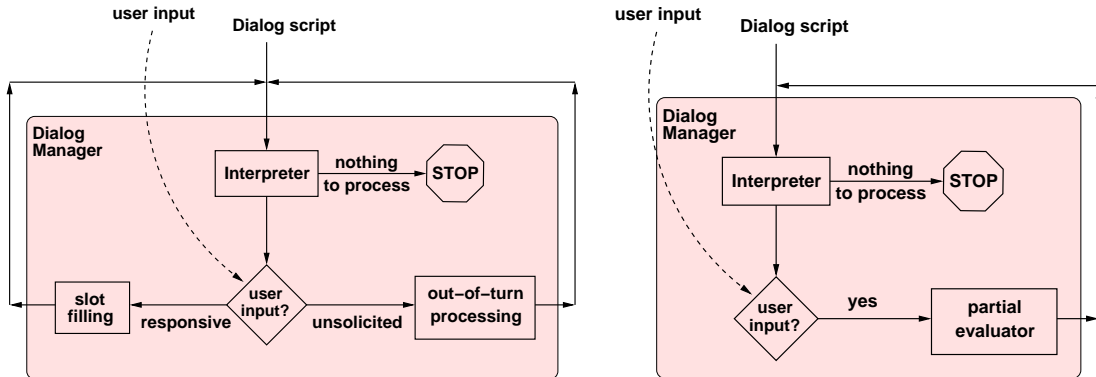 user input
Dialog script
Dialog
Manager
Interpreter
nothing
to process
STOP
user
input?
slot
filling
responsive
unsolicited
out−of−turn
processing
user input
Dialog script
Dialog
Manager
Interpreter
nothing
to process
STOP
user
input?
yes
partial
evaluator